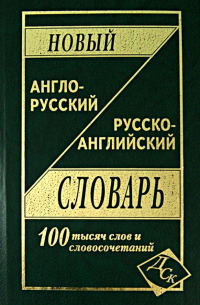 НОВЫЙ
АНГЛО-
РУССКИЙ
РУССКО-
АНГЛИЙСКИЙ
СЛОВАРЬ
100 тысяч слов и
словосочетаний
ДСК